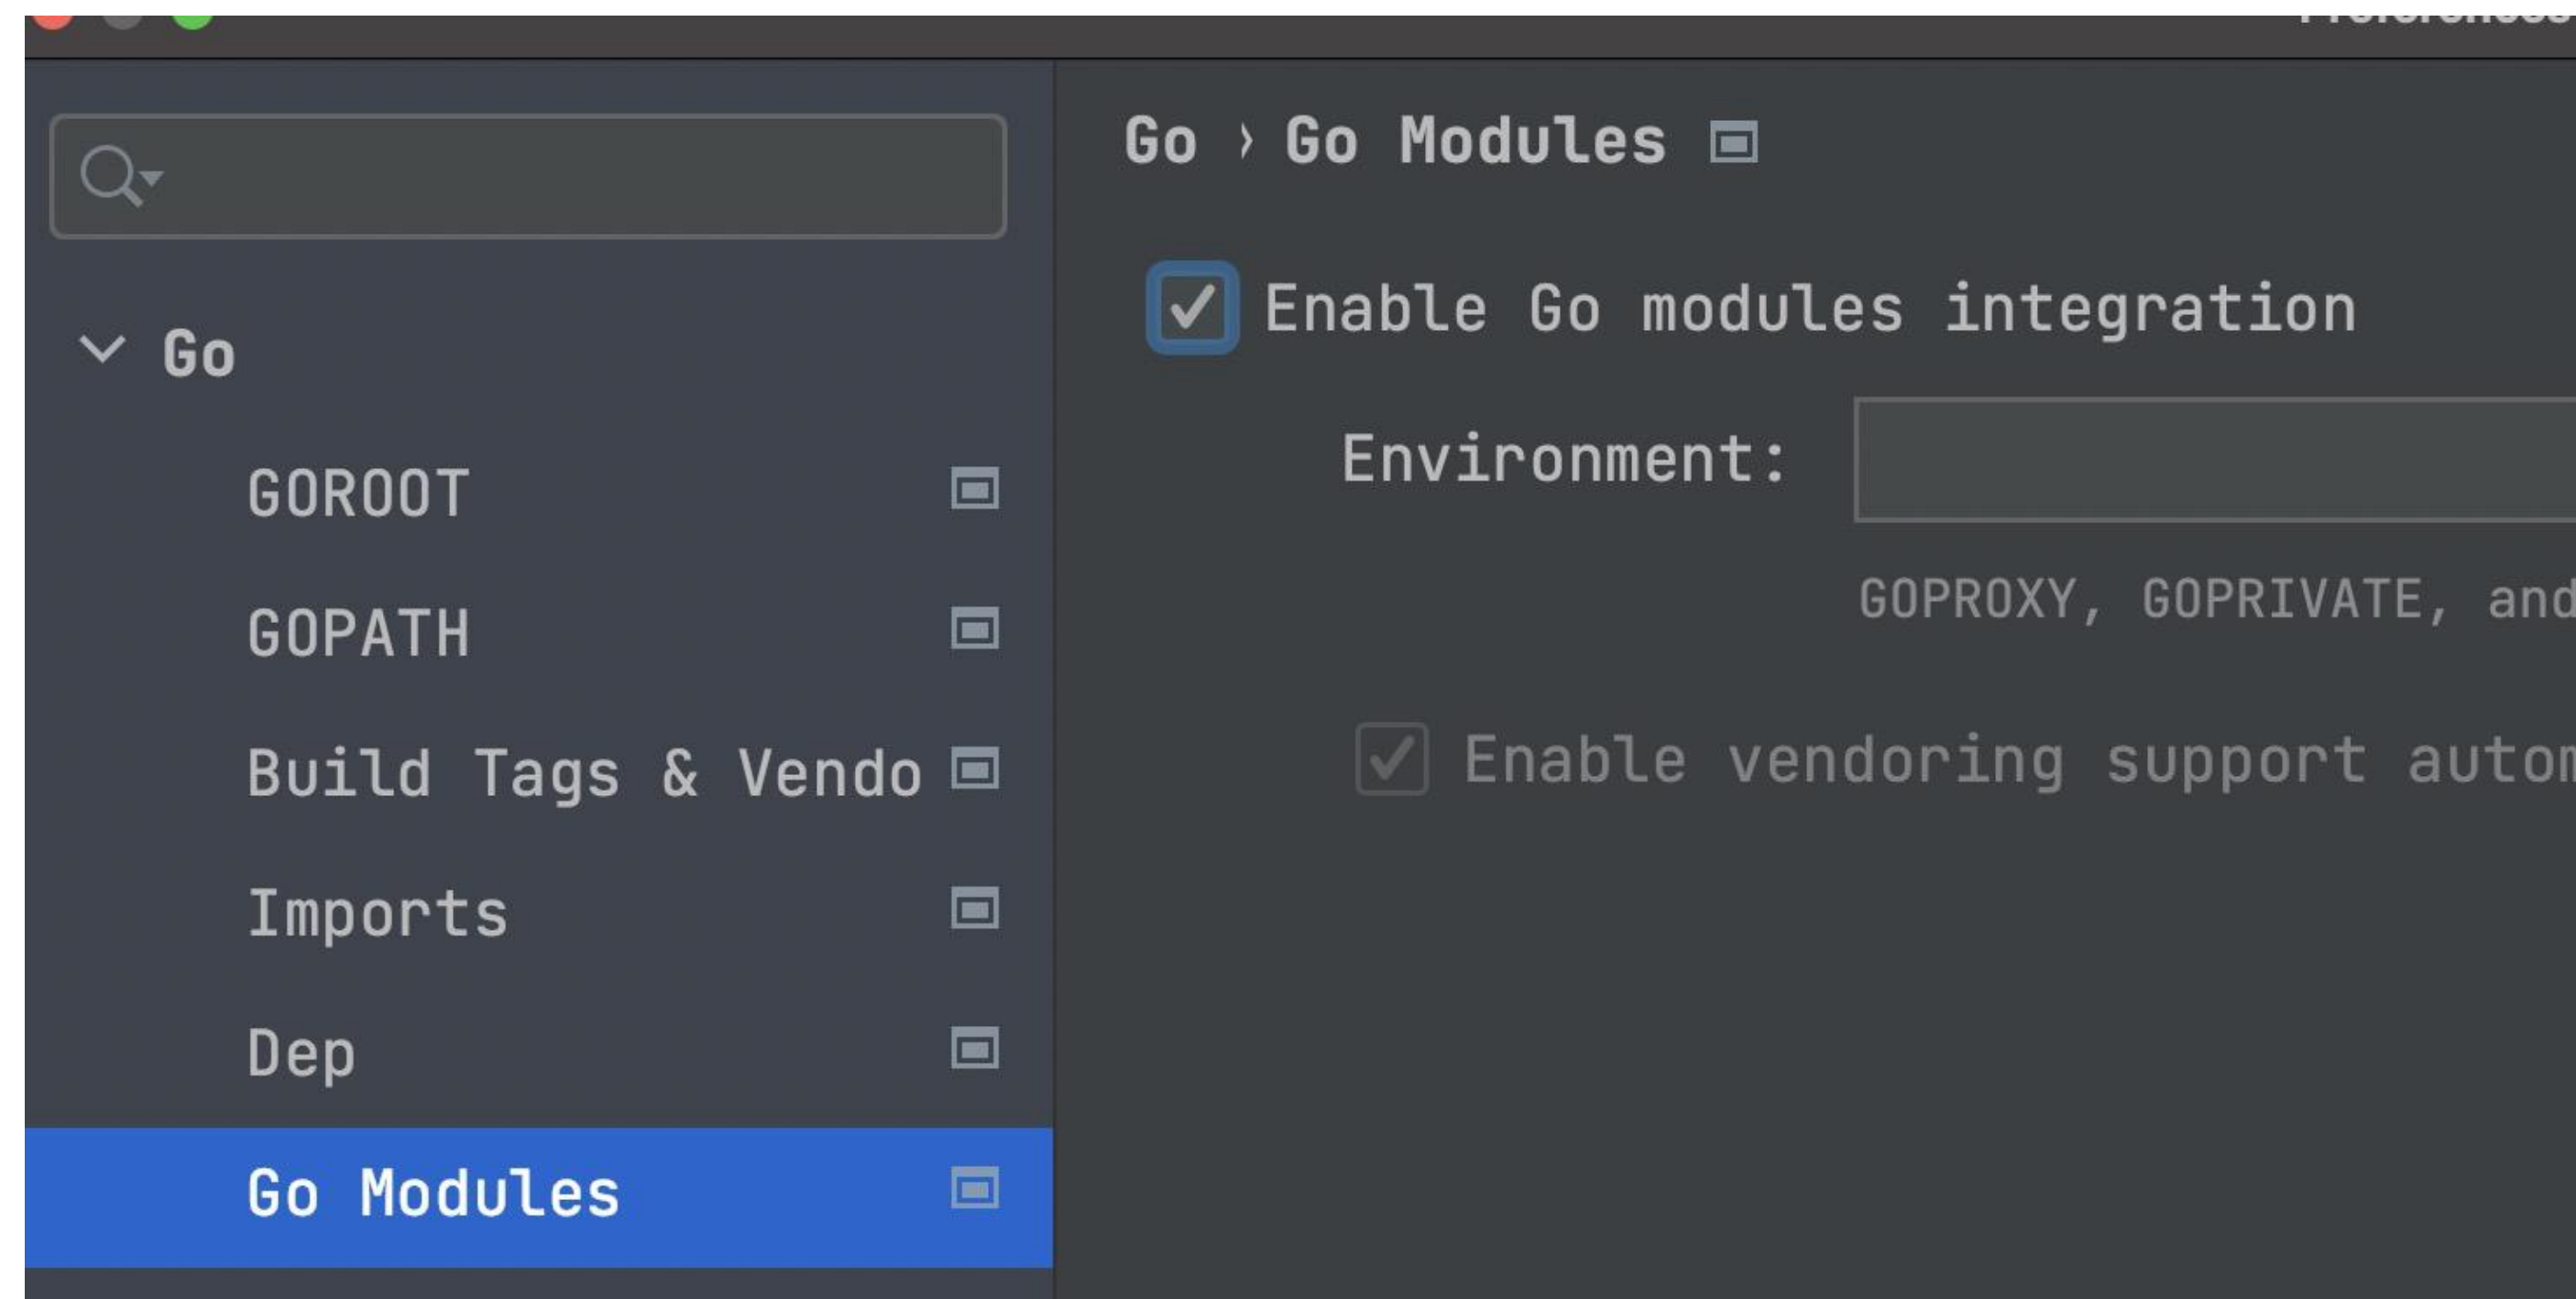 Go › Go Modules
Enable Go modules integration
Environment:
GOPROXY, GOPRIVATE, and
Enable vendoring support
Go
GOROOT
GOPATH
Build Tags & Vendo
Imports
Dep
Go Modules